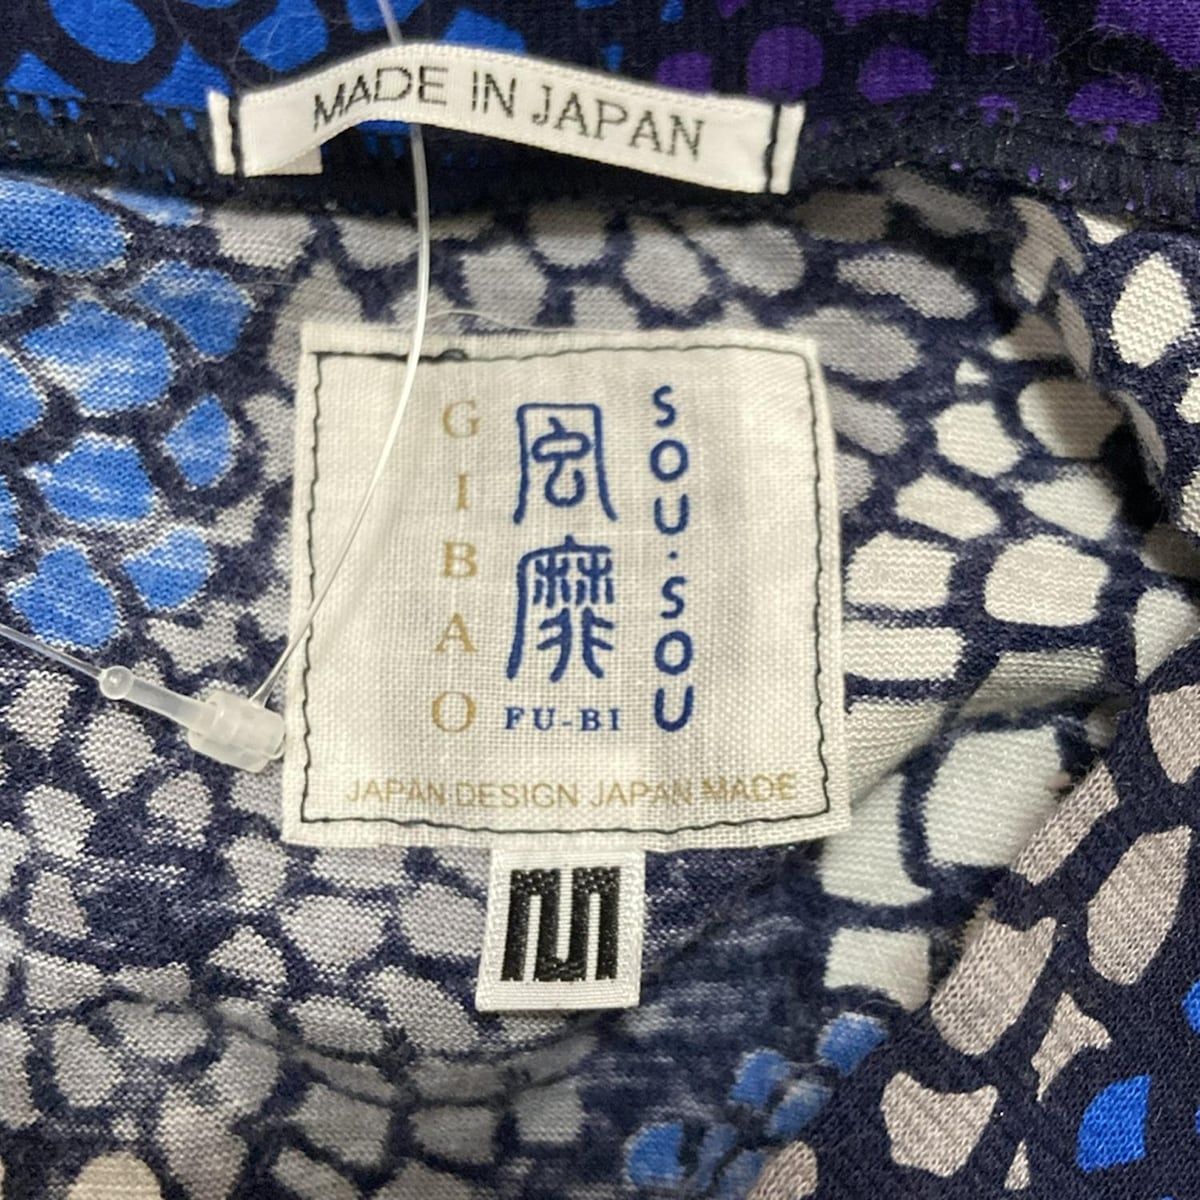 MADE IN JAPAN
SOU·SOU
風靡
FU-BI
GIBAO
JAPAN DESIGN JAPAN MADE
M